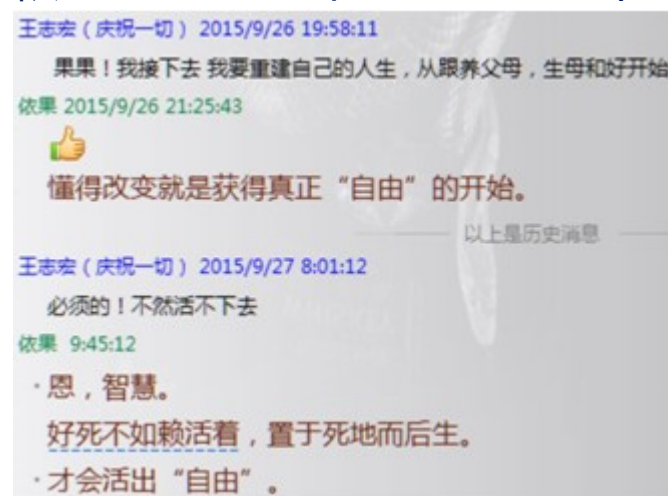 王志宏（庆祝一切） 2015/9/26 19:58:11
果果！我接下去 我要重建自己的人生，从跟养父母，生母和好开始
依果 2015/9/26 21:25:43
懂得改变就是获得真正“自由”的开始。
以上是历史消息
王志宏（庆祝一切） 2015/9/27 8:01:12
必须的！不然活不下去
依果 9:45:12
·恩，智慧。
好死不如赖活着，置于死地而后生。
·才会活出“自由”。